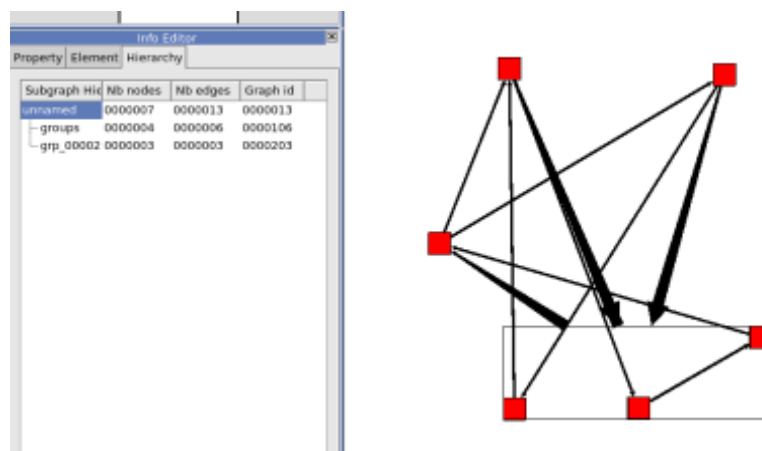 Info Editor
Property Element Hierarchy
Subgraph Hie Nb nodes Nb edges Graph id
unnamed 0000007 0000013 0000013
groups 0000004 0000006 0000106
grp_00002 0000003 0000003 0000203